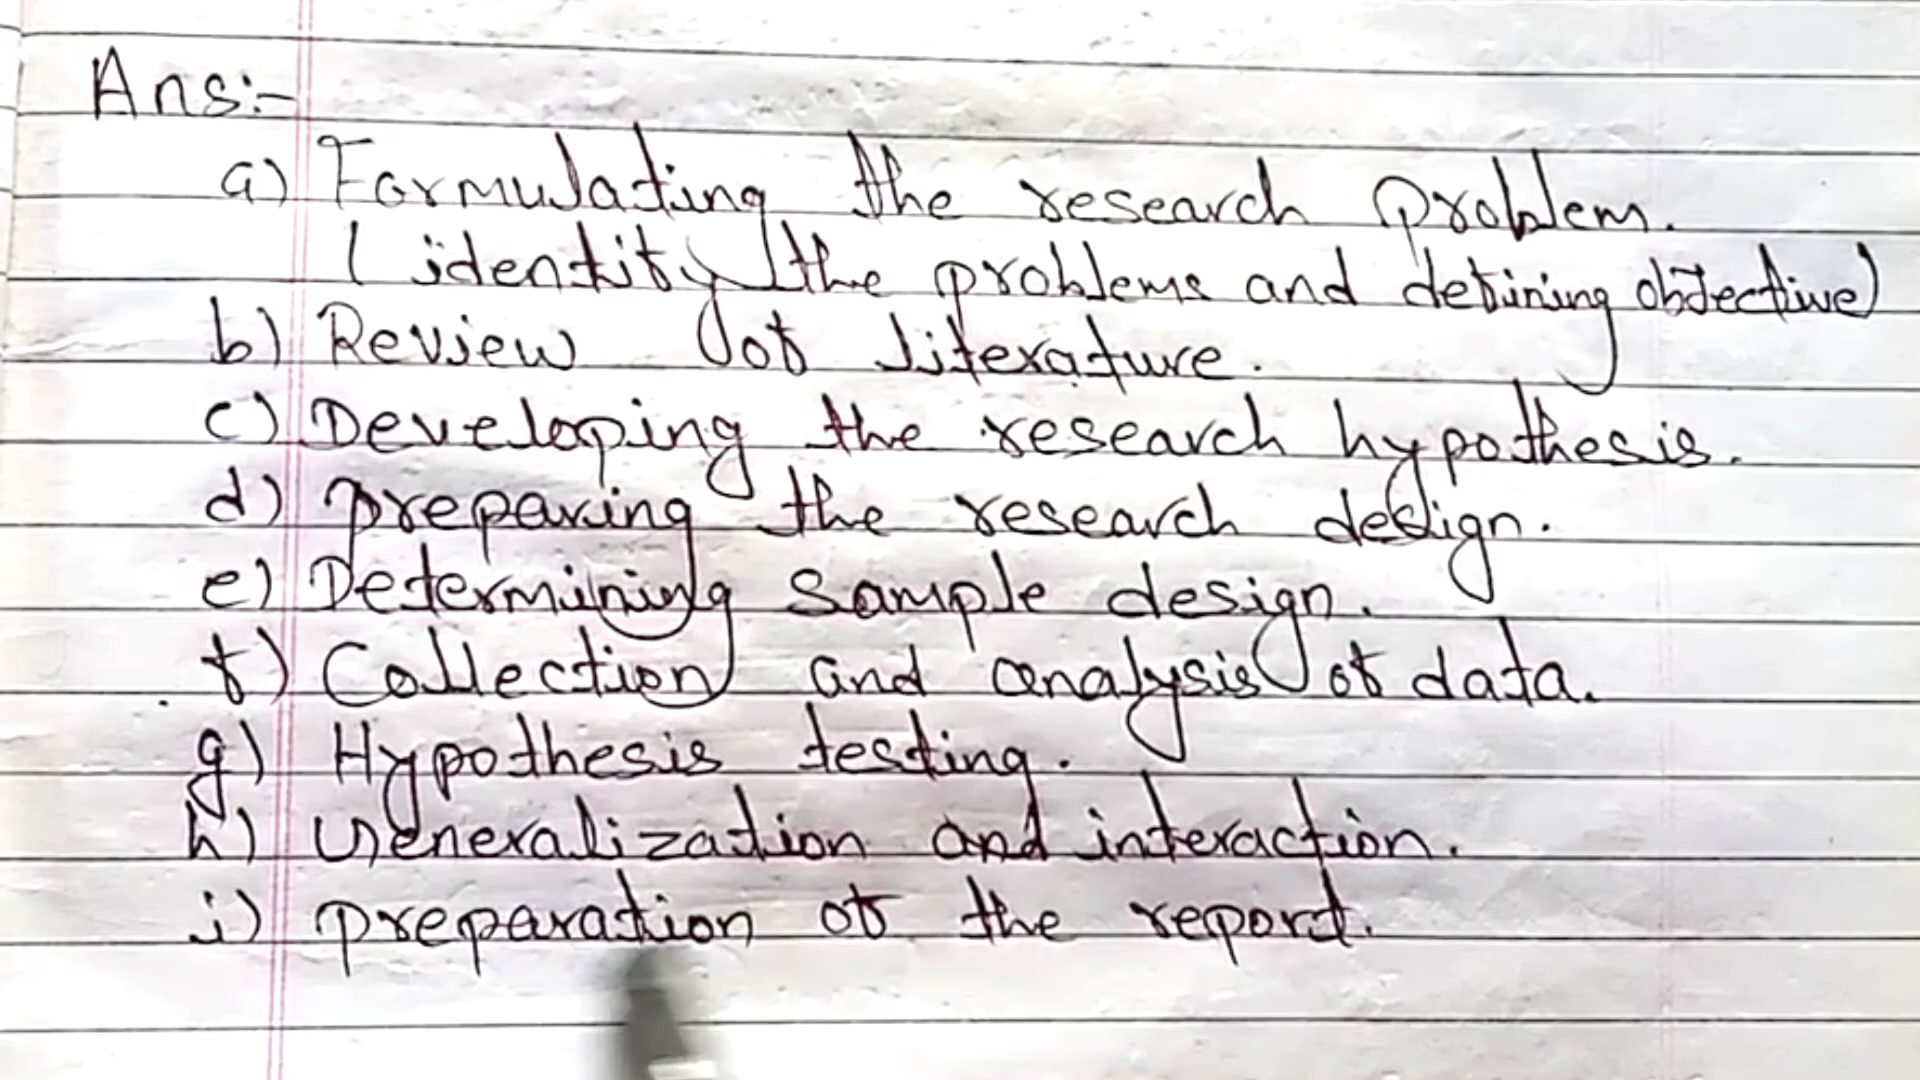 Ans:-
a) Formulating the research problem.
( identify the problems and defining objective)
b) Review of literature.
c) Developing the research hypothesis.
d) preparing the research design.
e) Determining sample design.
f) Collection and analysis of data.
g) Hypothesis testing.
h) Generalization and interaction.
i) preparation of the report.